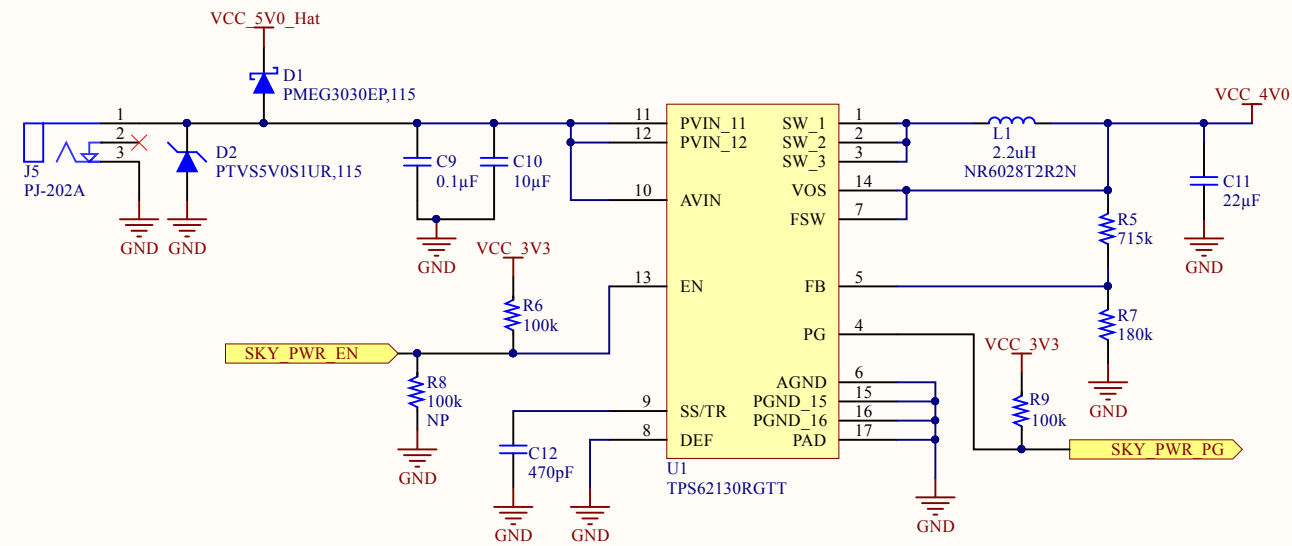 VCC_5V0_Hat
D1
PMEG3030EP,115
VCC_4V0
1
2
3
J5
PJ-202A
D2
PTVS5V0S1UR,115
GND
GND
C9
0.1µF
C10
10µF
GND
11
12
10
13
9
8
PVIN_11
PVIN_12
AVIN
EN
SS/TR
DEF
SW_1
SW_2
SW_3
VOS
FSW
FB
PG
AGND
PGND_15
PGND_16
PAD
1
2
3
14
7
5
4
6
15
16
17
U1
TPS62130RGTT
L1
2.2uH
NR6028T2R2N
C11
22µF
GND
R5
715k
R7
180k
GND
VCC_3V3
R6
100k
SKY_PWR_EN
R8
100k
NP
GND
C12
470pF
GND
GND
VCC_3V3
R9
100k
SKY_PWR_PG
GND